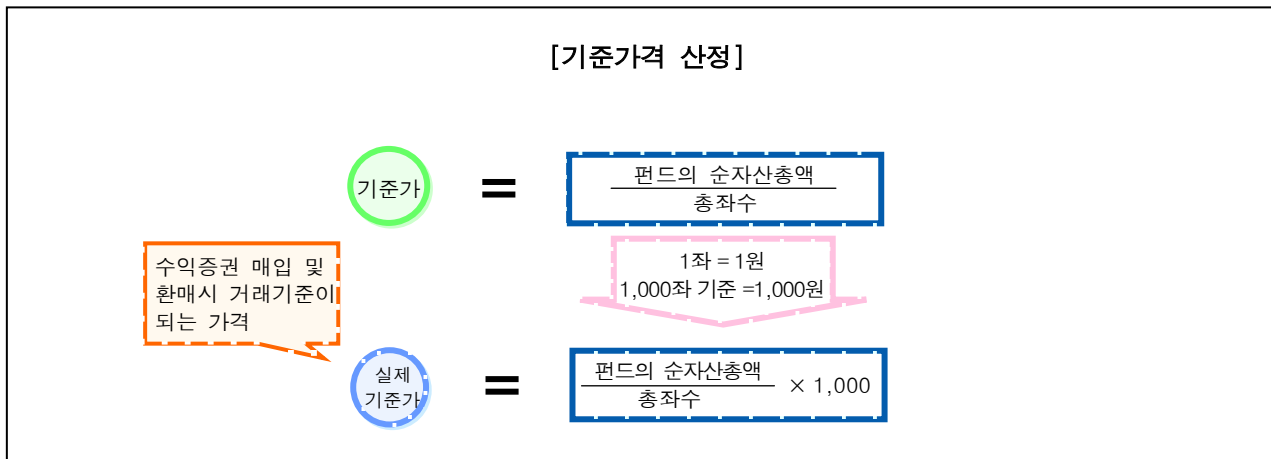 [기준가격 산정]
기준가
=
펀드의 순자산총액
총좌수
1좌 = 1원
1,000좌 기준 =1,000원
수익증권 매입 및
환매시 거래기준이
되는 가격
실제
기준가
=
펀드의 순자산총액
총좌수
× 1,000